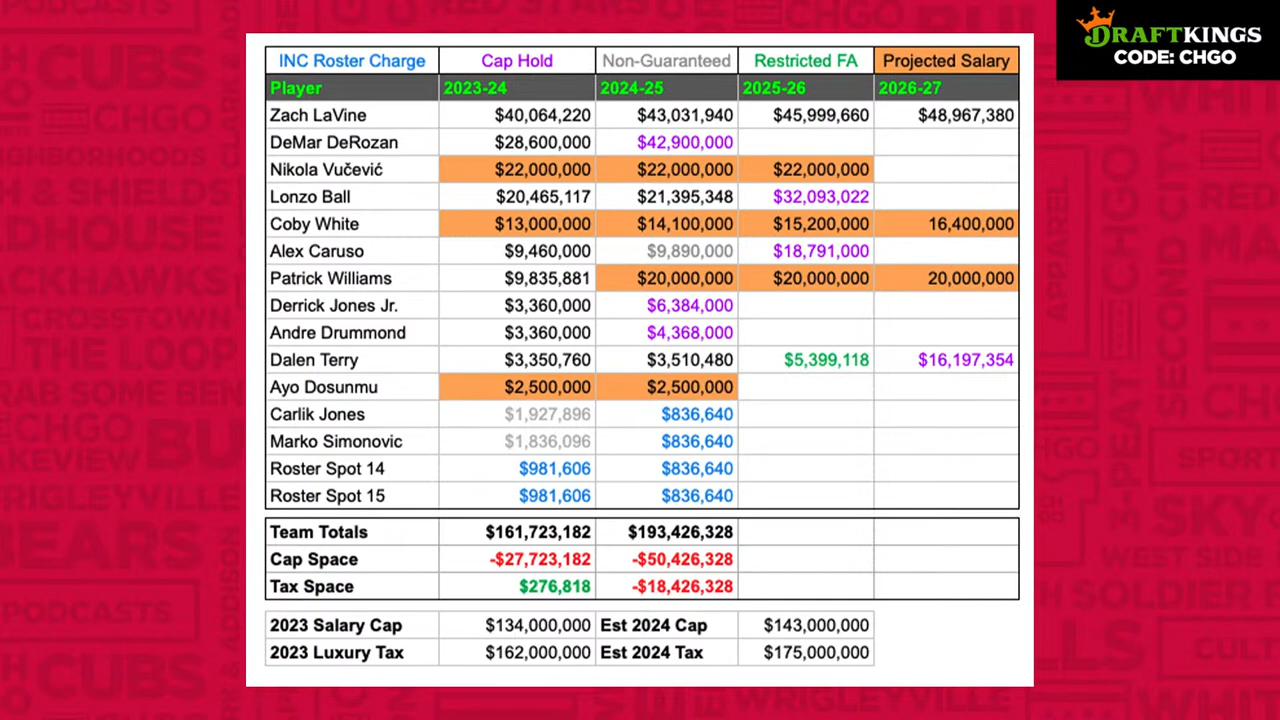 DRAFTKINGS
CODE: CHGO
INC Roster Charge Cap Hold Non-Guaranteed Restricted FA Projected Salary
Player 2023-24 2024-25 2025-26 2026-27
Zach LaVine $40,064,220 $43,031,940 $45,999,660 $48,967,380
DeMar DeRozan $28,600,000 $42,900,000
Nikola Vučević $22,000,000 $22,000,000 $22,000,000
Lonzo Ball $20,465,117 $21,395,348 $32,093,022
Coby White $13,000,000 $14,100,000 $15,200,000 16,400,000
Alex Caruso $9,460,000 $9,890,000 $18,791,000
Patrick Williams $9,835,881 $20,000,000 $20,000,000 20,000,000
Derrick Jones Jr. $3,360,000 $6,384,000
Andre Drummond $3,360,000 $4,368,000
Dalen Terry $3,350,760 $3,510,480 $5,399,118 $16,197,354
Ayo Dosunmu $2,500,000 $2,500,000
Carlik Jones $1,927,896 $836,640
Marko Simonovic $1,836,096 $836,640
Roster Spot 14 $981,606 $836,640
Roster Spot 15 $981,606 $836,640
Team Totals $161,723,182 $193,426,328
Cap Space -$27,723,182 -$50,426,328
Tax Space $276,818 -$18,426,328
2023 Salary Cap $134,000,000 Est 2024 Cap $143,000,000
2023 Luxury Tax $162,000,000 Est 2024 Tax $175,000,000